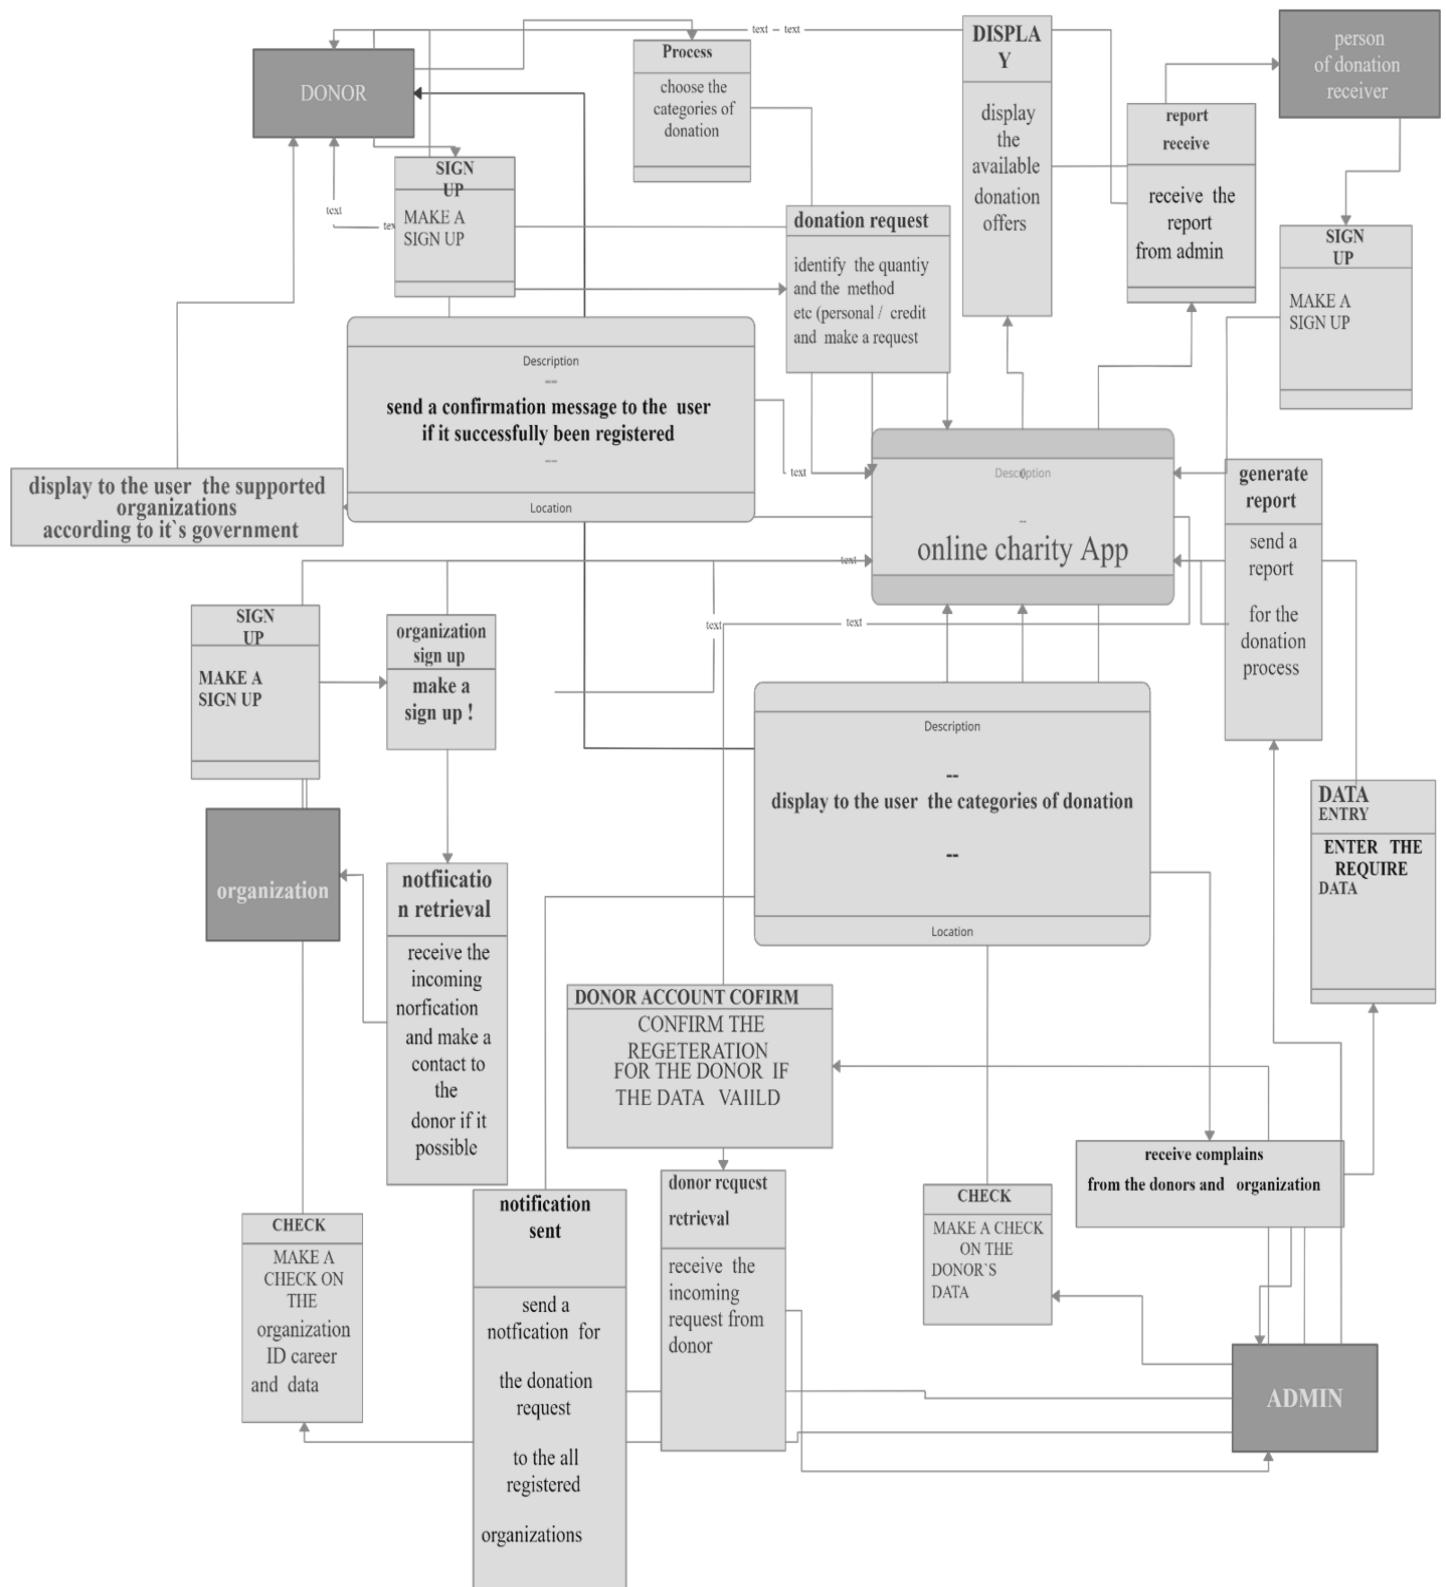 DONOR
text
text
Process
choose the
categories of
donation
DISPLA
Y
display
the
available
donation
offers
person
of donation
receiver
report
receive
receive the
report
from admin
SIGN
UP
MAKE A
SIGN UP
text
donation request
identify the quantiy
and the method
etc (personal / credit
and make a request
SIGN
UP
MAKE A
SIGN UP
Description
---
send a confirmation message to the user
if it successfully been registered
---
Location
text
display to the user the supported
organizations
according to it`s government
Description
--
online charity App
generate
report
send a
report
for the
donation
process
text
text
text
SIGN
UP
MAKE A
SIGN UP
organization
sign up
make a
sign up !
Description
--
display to the user the categories of donation
--
Location
DATA
ENTRY
ENTER THE
REQUIRE
DATA
organization
notfiicatio
n retrieval
receive the
incoming
norfication
and make a
contact to
the
donor if it
possible
DONOR ACCOUNT COFIRM
CONFIRM THE
REGETERATION
FOR THE DONOR IF
THE DATA VAIILD
receive complains
from the donors and organization
donor request
retrieval
receive the
incoming
request from
donor
notification
sent
send a
notfication for
the donation
request
to the all
registered
organizations
CHECK
MAKE A CHECK
ON THE
DONOR`S
DATA
CHECK
MAKE A
CHECK ON
THE
organization
ID career
and data
ADMIN